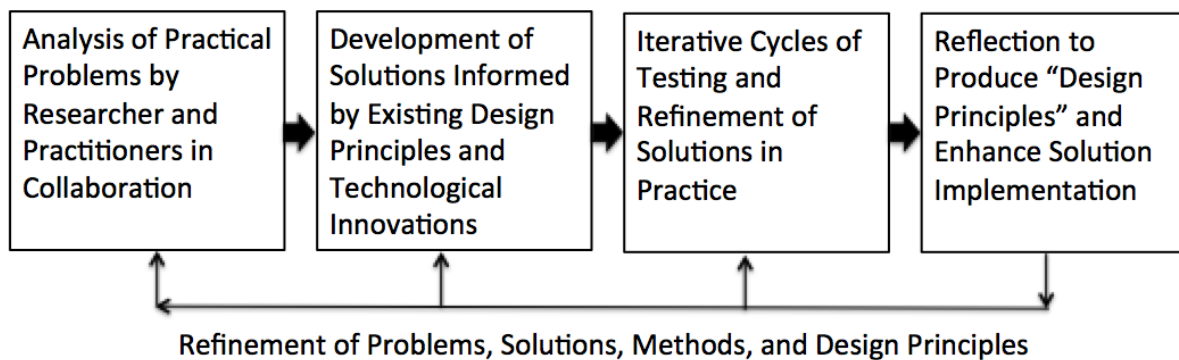 Analysis of Practical
Problems by
Researcher and
Practitioners in
Collaboration
Development of
Solutions Informed
by Existing Design
Principles and
Technological
Innovations
Iterative Cycles of
Testing and
Refinement of
Solutions in
Practice
Reflection to
Produce “Design
Principles” and
Enhance Solution
Implementation
Refinement of Problems, Solutions, Methods, and Design Principles